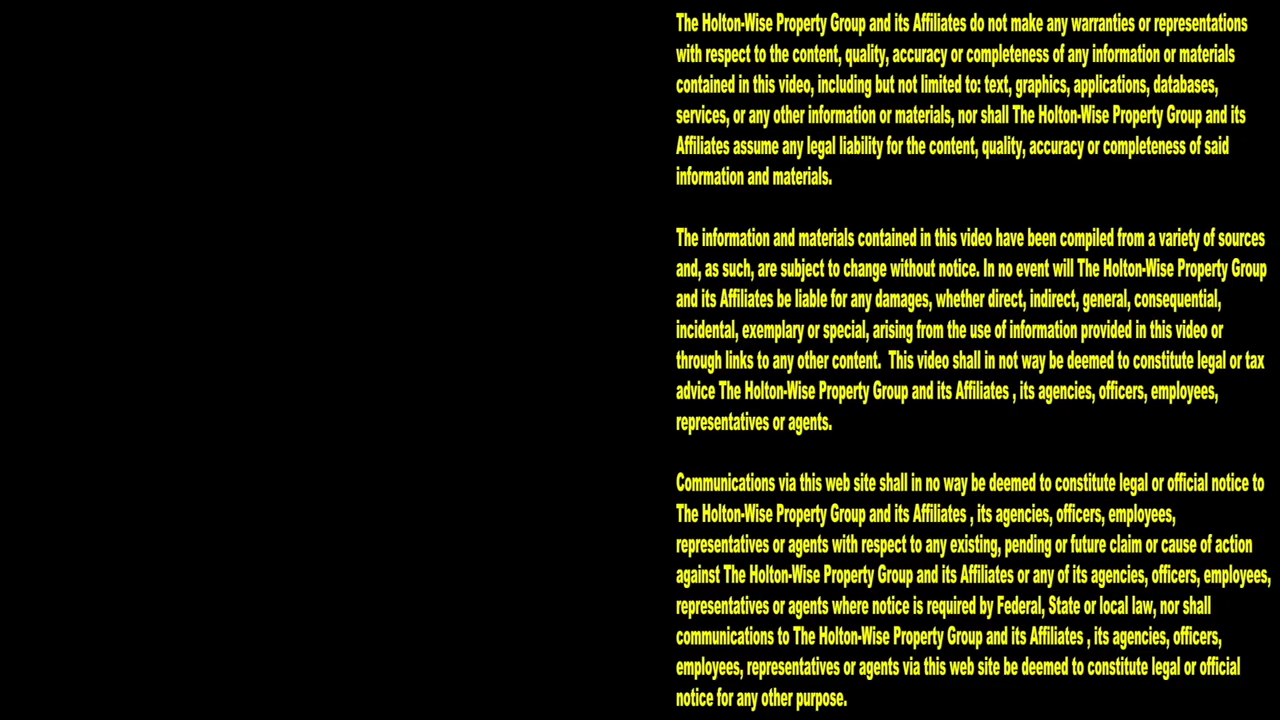 The Holton-Wise Property Group and its Affiliates do not make any warranties or representations
with respect to the content, quality, accuracy or completeness of any information or materials
contained in this video, including but not limited to: text, graphics, applications, databases,
services, or any other information or materials, nor shall The Holton-Wise Property Group and its
Affiliates assume any legal liability for the content, quality, accuracy or completeness of said
information and materials.
The information and materials contained in this video have been compiled from a variety of sources
and, as such, are subject to change without notice. In no event will The Holton-Wise Property Group
and its Affiliates be liable for any damages, whether direct, indirect, general, consequential,
incidental, exemplary or special, arising from the use of information provided in this video or
through links to any other content.  This video shall in not way be deemed to constitute legal or tax
advice The Holton-Wise Property Group and its Affiliates , its agencies, officers, employees,
representatives or agents.
Communications via this web site shall in no way be deemed to constitute legal or official notice to
The Holton-Wise Property Group and its Affiliates , its agencies, officers, employees,
representatives or agents with respect to any existing, pending or future claim or cause of action
against The Holton-Wise Property Group and its Affiliates or any of its agencies, officers, employees,
representatives or agents where notice is required by Federal, State or local law, nor shall
communications to The Holton-Wise Property Group and its Affiliates , its agencies, officers,
employees, representatives or agents via this web site be deemed to constitute legal or official
notice for any other purpose.